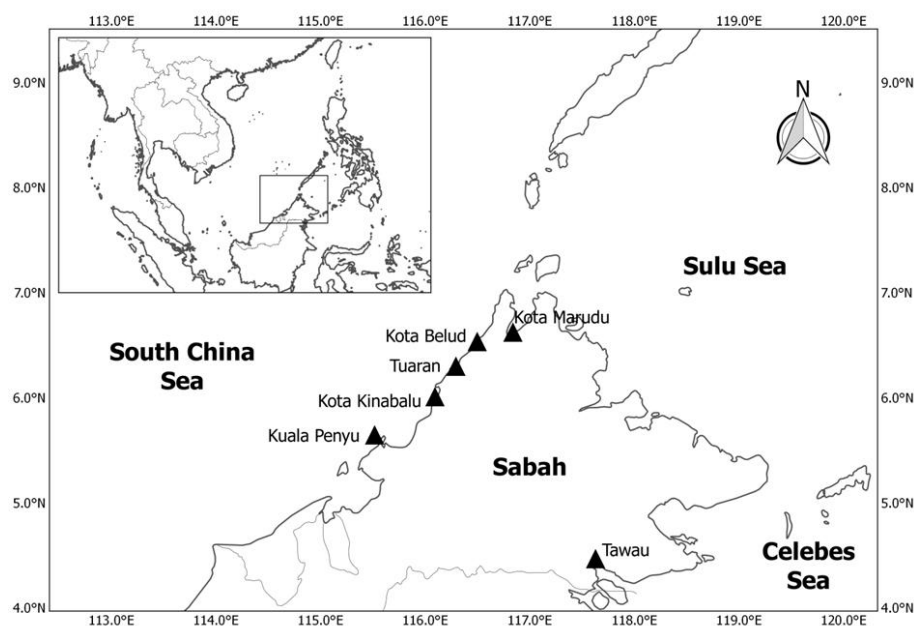 113.0°E 114.0°E 115.0°E 116.0°E 117.0°E 118.0°E 119.0°E 120.0°E
9.0°N 9.0°N
N
8.0°N 8.0°N
Sulu Sea
7.0°N 7.0°N
Kota Marudu
Kota Belud
South China
Sea
Tuaran
6.0°N 6.0°N
Kota Kinabalu
Kuala Penyu
Sabah
5.0°N 5.0°N
Tawau
Celebes
Sea
4.0°N 4.0°N
113.0°E 114.0°E 115.0°E 116.0°E 117.0°E 118.0°E 119.0°E 120.0°E